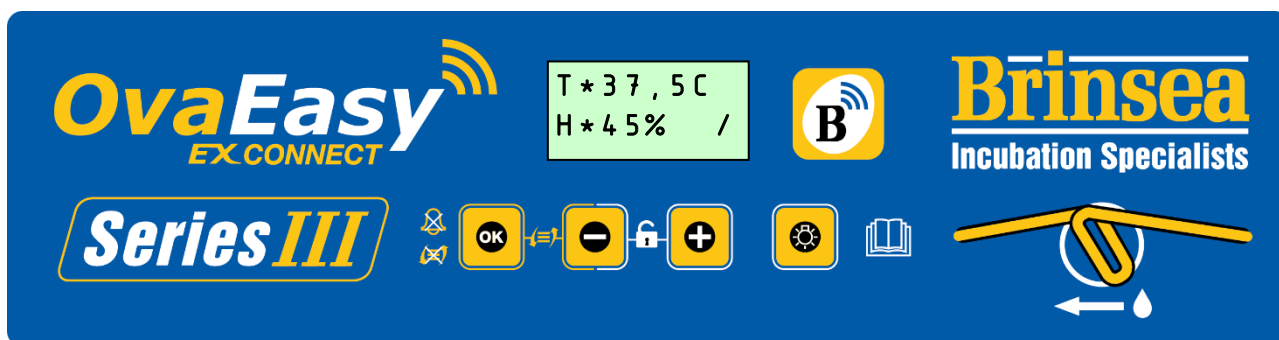 OvaEasy
EX CONNECT
T*37,5C
H*45% /
B
Brinsea
Incubation Specialists
Series III
OK